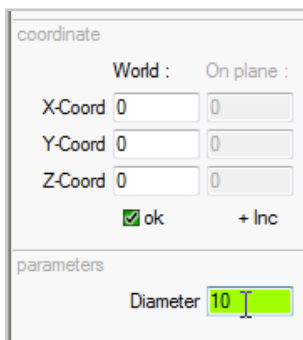 coordinate
World : On plane :
X-Coord 0 0
Y-Coord 0 0
Z-Coord 0 0
ok + Inc
parameters
Diameter 10